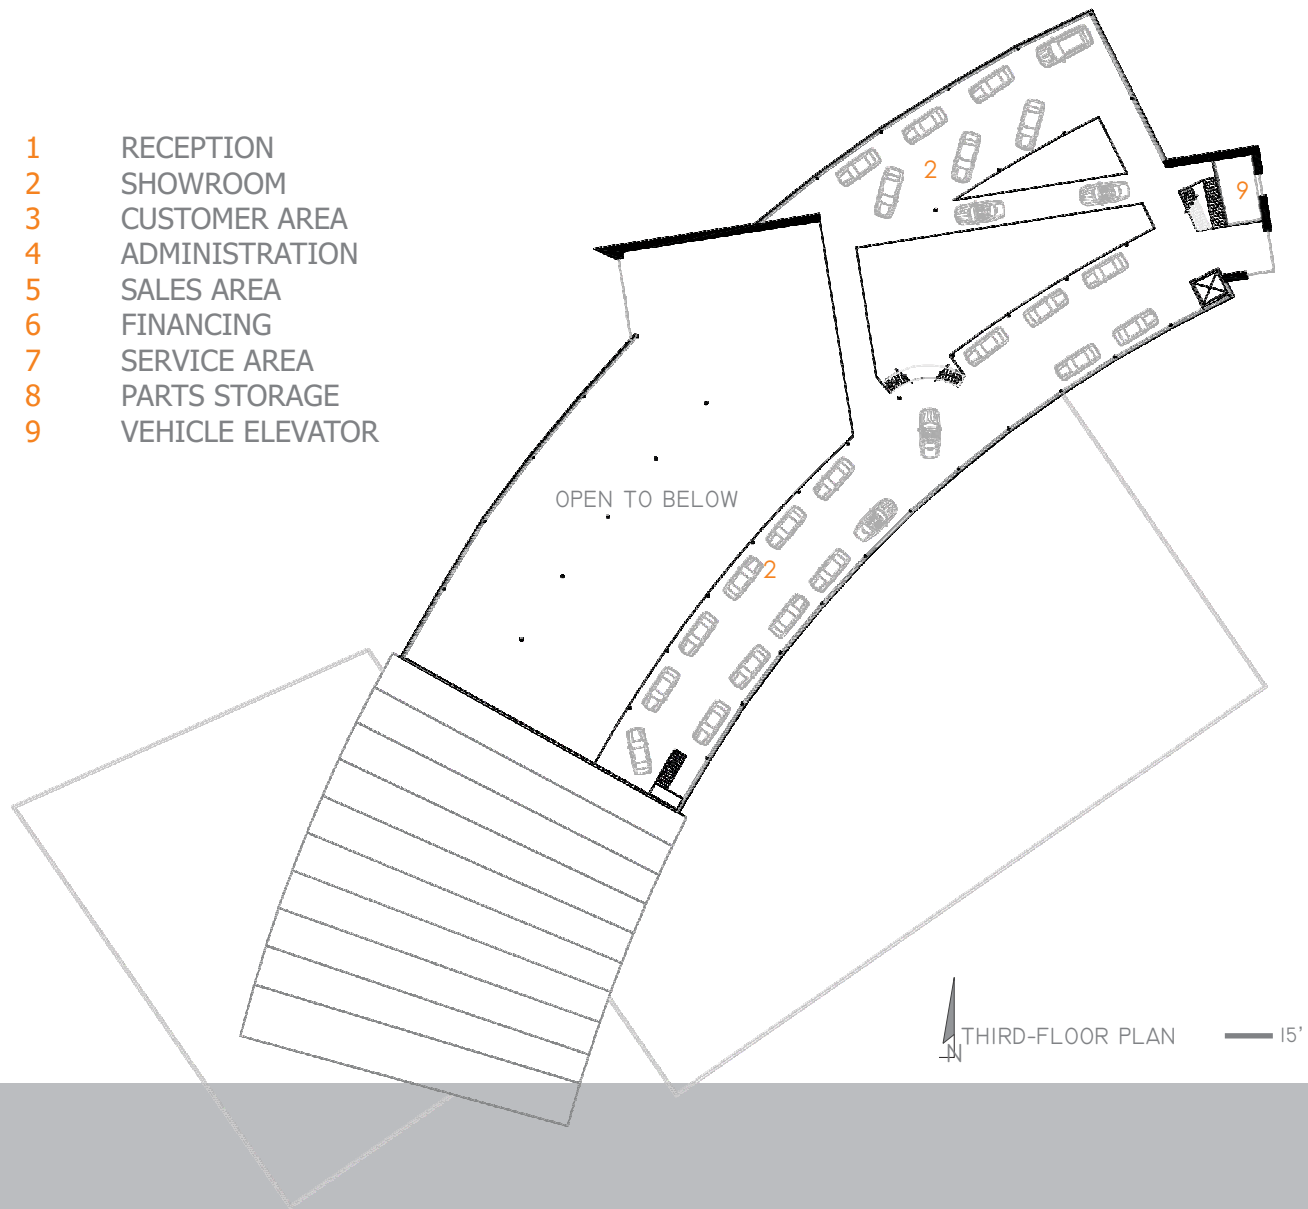 1 RECEPTION
2 SHOWROOM
3 CUSTOMER AREA
4 ADMINISTRATION
5 SALES AREA
6 FINANCING
7 SERVICE AREA
8 PARTS STORAGE
9 VEHICLE ELEVATOR
2
9
OPEN TO BELOW
2
THIRD-FLOOR PLAN
15'
N